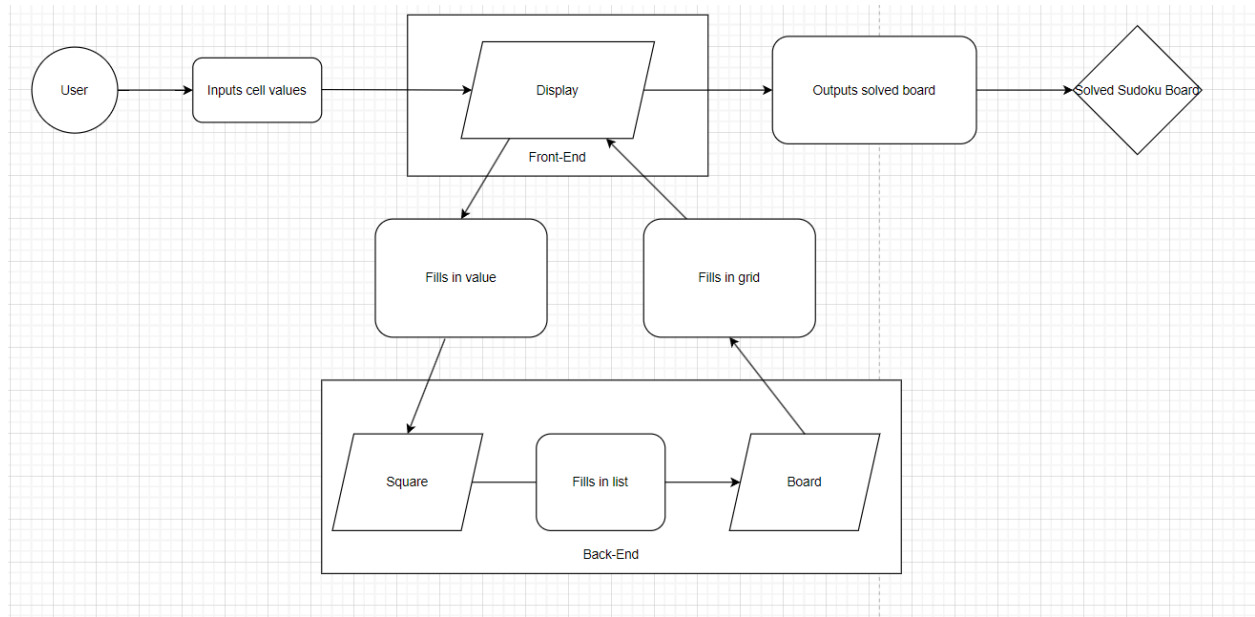 User
Inputs cell values
Display
Outputs solved board
Solved Sudoku Board
Front-End
Fills in value
Fills in grid
Square
Fills in list
Board
Back-End